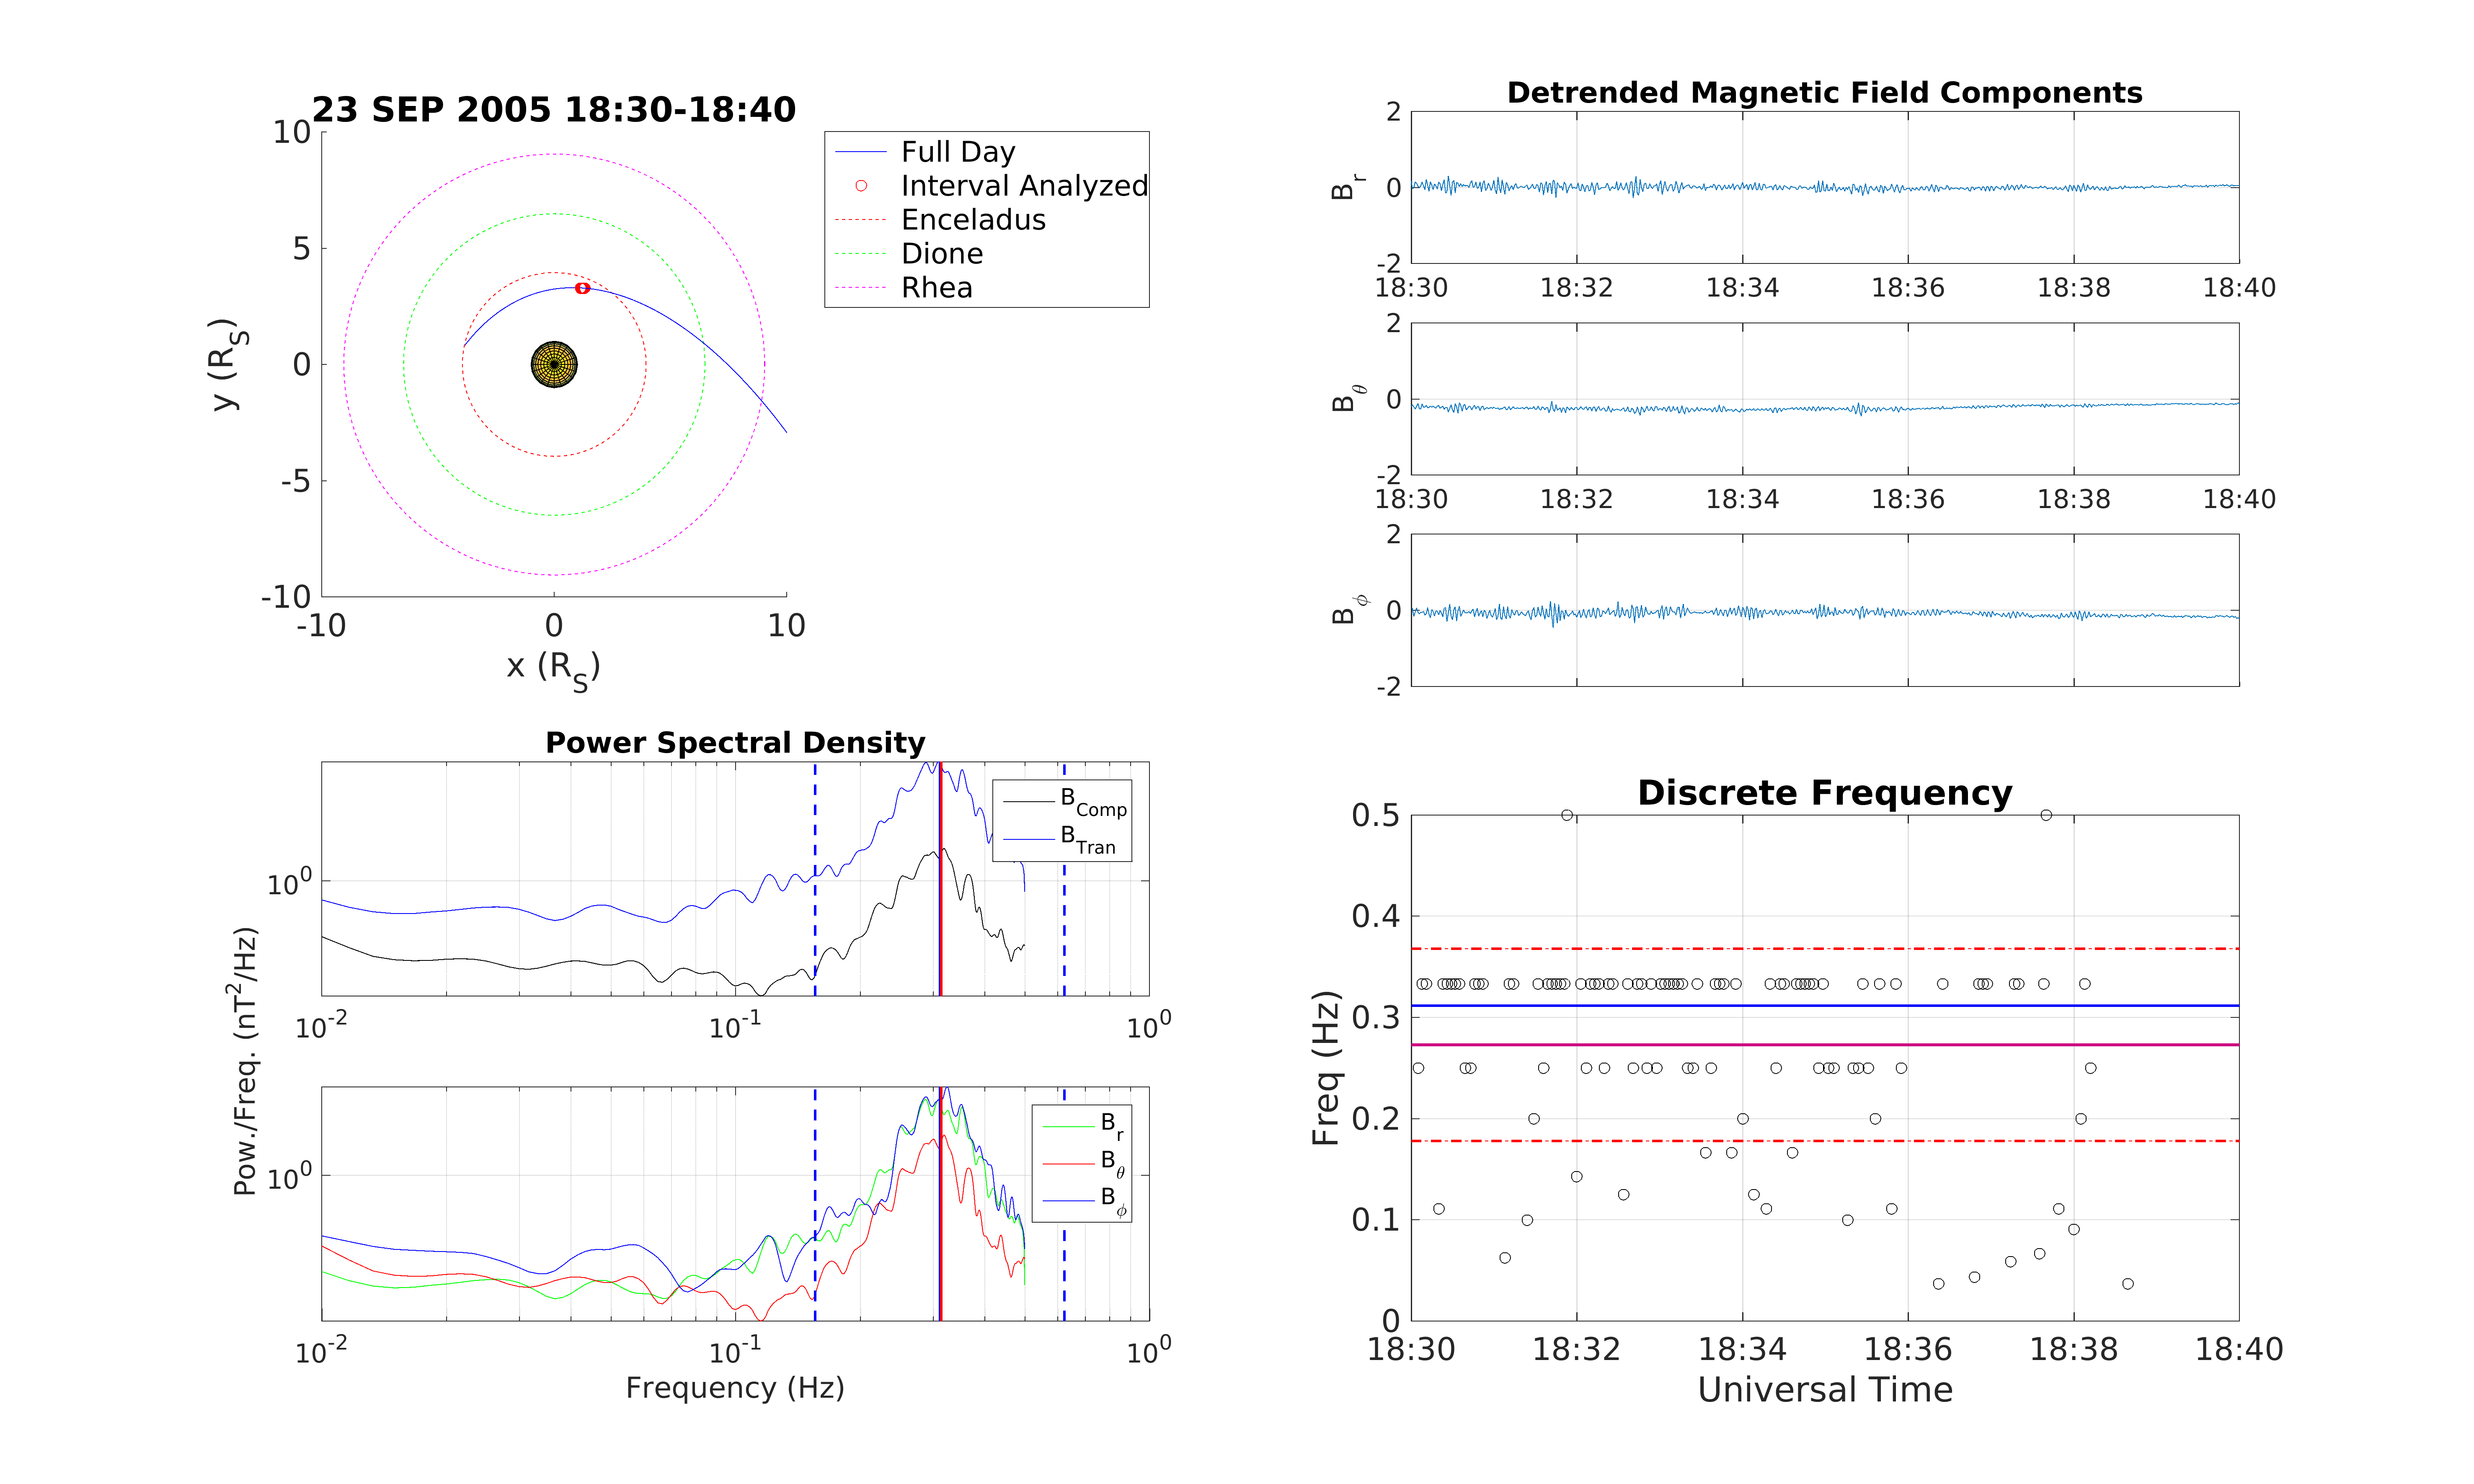 23 SEP 2005 18:30-18:40
10
5
0
-5
-10
-10 0 10
y (R_S)
x (R_S)
Full Day
Interval Analyzed
Enceladus
Dione
Rhea
Detrended Magnetic Field Components
B_r
2
0
-2
18:30 18:32 18:34 18:36 18:38 18:40
B_θ
2
0
-2
18:30 18:32 18:34 18:36 18:38 18:40
B_ϕ
2
0
-2
Power Spectral Density
B_Comp
B_Tran
10^0
10^-2 10^-1 10^0
Pow./Freq. (nT^2/Hz)
B_r
B_θ
B_ϕ
10^0
10^-2 10^-1 10^0
Frequency (Hz)
Discrete Frequency
Freq (Hz)
0.5
0.4
0.3
0.2
0.1
0
18:30 18:32 18:34 18:36 18:38 18:40
Universal Time